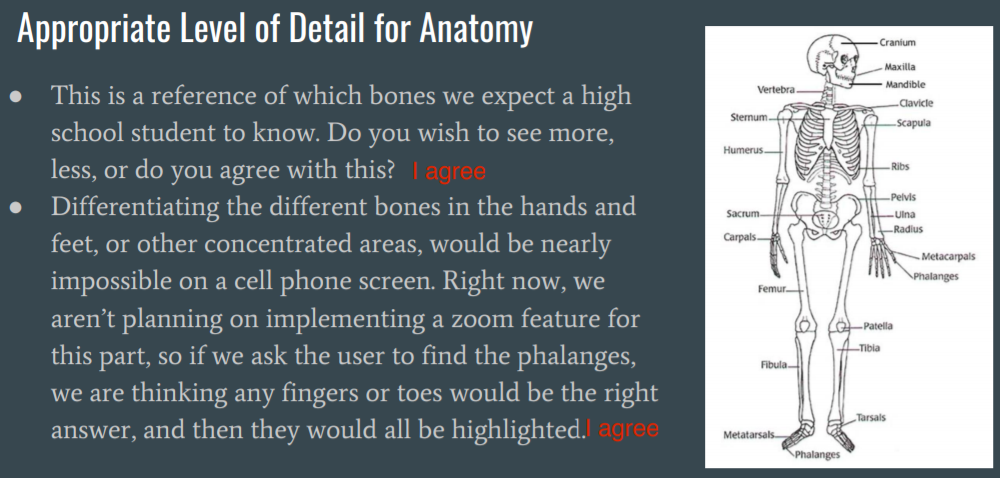 Appropriate Level of Detail for Anatomy
● This is a reference of which bones we expect a high
school student to know. Do you wish to see more,
less, or do you agree with this? I agree
● Differentiating the different bones in the hands and
feet, or other concentrated areas, would be nearly
impossible on a cell phone screen. Right now, we
aren’t planning on implementing a zoom feature for
this part, so if we ask the user to find the phalanges,
we are thinking any fingers or toes would be the right
answer, and then they would all be highlighted. I agree
Cranium
Maxilla
Mandible
Vertebra
Clavicle
Sternum
Scapula
Humerus
Ribs
Pelvis
Sacrum
Ulna
Radius
Carpals
Metacarpals
Phalanges
Femur
Patella
Tibia
Fibula
Tarsals
Metatarsals
Phalanges